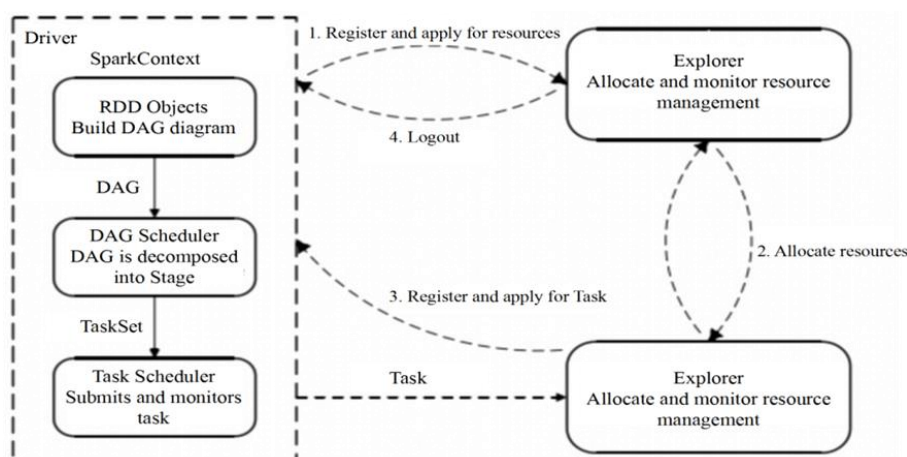 Driver
SparkContext
RDD Objects
Build DAG diagram
DAG
DAG Scheduler
DAG is decomposed
into Stage
TaskSet
Task Scheduler
Submits and monitors
task
1. Register and apply for resources
4. Logout
Explorer
Allocate and monitor resource
management
2. Allocate resources
3. Register and apply for Task
Task
Explorer
Allocate and monitor resource
management